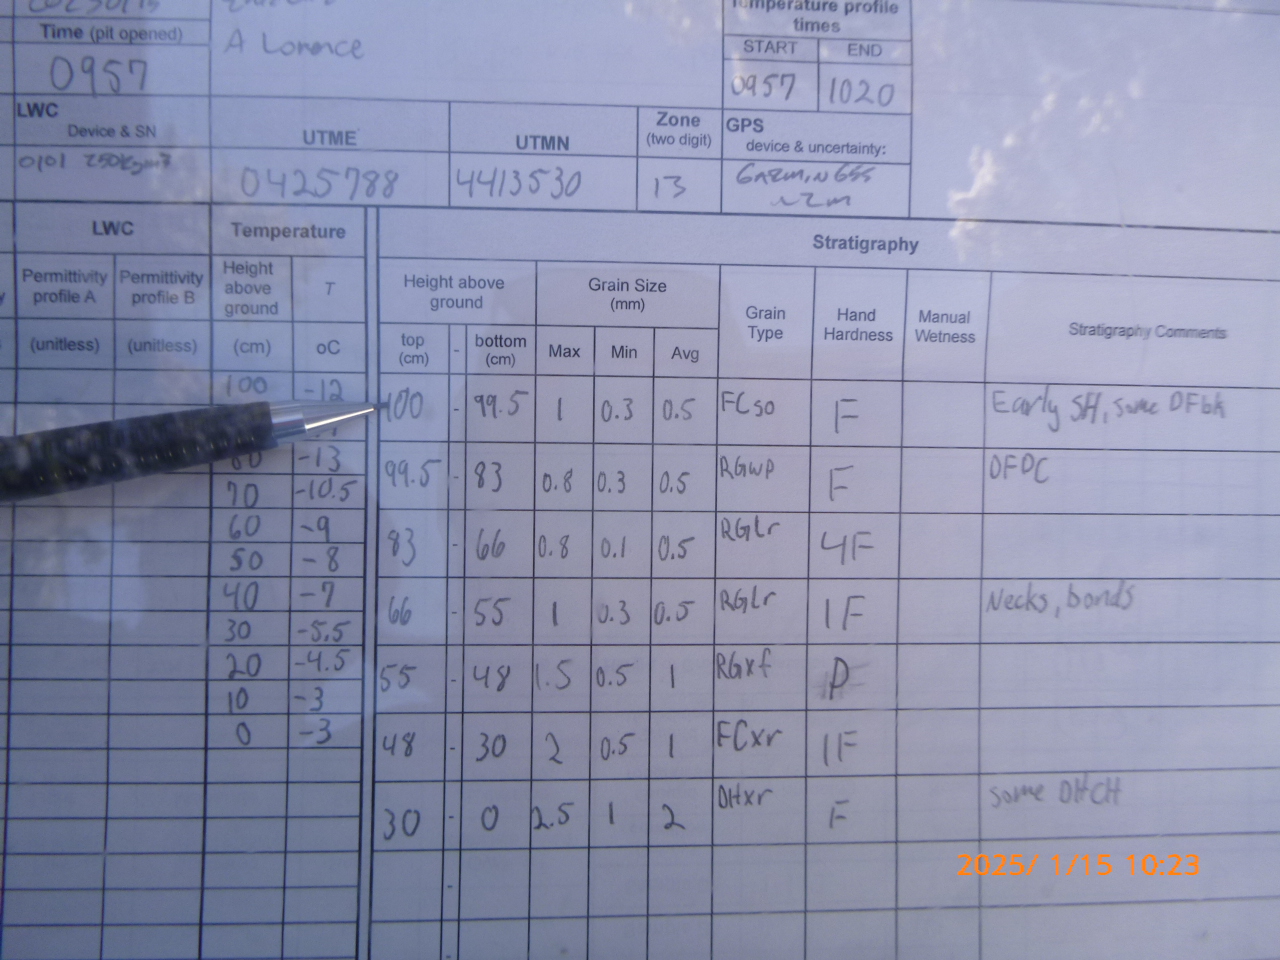 Temperature profile
times
Time (pit opened)
A Lorence
START END
0957
0957 1020
LWC
Device & SN
UTME
UTMN
Zone
(two digit)
GPS
device & uncertainty:
0101
0425788
4413530
13
~2m
LWC
Temperature
Stratigraphy
Permittivity
profile A
Permittivity
profile B
Height
above
ground
T
Height above
ground
Grain Size
(mm)
Grain
Type
Hand
Hardness
Manual
Wetness
Stratigraphy Comments
(unitless) (unitless) (cm) oC
top
(cm)
-
bottom
(cm)
Max Min Avg
100 -12
80 -13
70 -10.5
60 -9
50 -8
40 -7
30 -5.5
20 -4.5
10 -3
0 -3
100 - 99.5 1 0.3 0.5 FCso F Early SH, some DFbk
99.5 - 83 0.8 0.3 0.5 RGwp F DFDC
83 - 66 0.8 0.1 0.5 RGlr 4F
66 - 55 1 0.3 0.5 RGlr 1F Necks, bonds
55 - 48 1.5 0.5 1 RGxf P
48 - 30 2 0.5 1 FCxr 1F
30 - 0 2.5 1 2 DHxr F some DHCH
-
-
2025/ 1/15 10:23